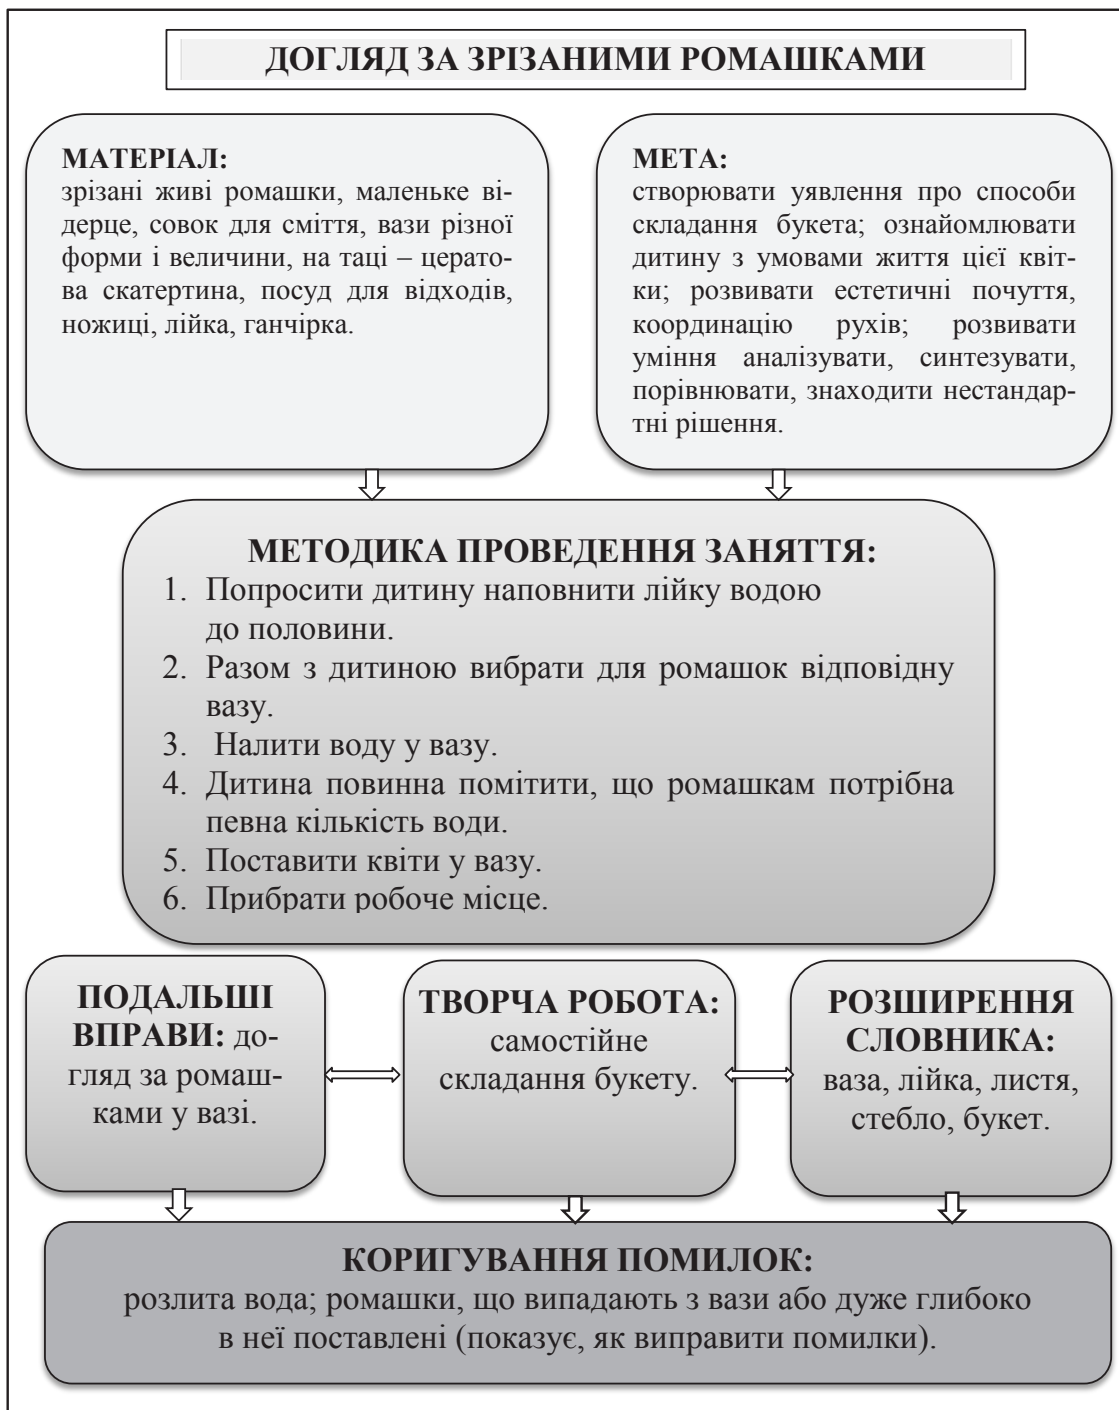 ДОГЛЯД ЗА ЗРІЗАНИМИ РОМАШКАМИ
МАТЕРІАЛ:
зрізані живі ромашки, маленьке ві-
дерце, совок для сміття, вази різної
форми і величини, на таці – церато-
ва скатертина, посуд для відходів,
ножиці, лійка, ганчірка.
МЕТА:
створювати уявлення про способи
складання букета; ознайомлювати
дитину з умовами життя цієї квіт-
ки; розвивати естетичні почуття,
координацію рухів; розвивати
уміння аналізувати, синтезувати,
порівнювати, знаходити нестандар-
тні рішення.
МЕТОДИКА ПРОВЕДЕННЯ ЗАНЯТТЯ:
1. Попросити дитину наповнити лійку водою
до половини.
2. Разом з дитиною вибрати для ромашок відповідну
вазу.
3. Налити воду у вазу.
4. Дитина повинна помітити, що ромашкам потрібна
певна кількість води.
5. Поставити квіти у вазу.
6. Прибрати робоче місце.
ПОДАЛЬШІ
ВПРАВИ: до-
гляд за ромаш-
ками у вазі.
ТВОРЧА РОБОТА:
самостійне
складання букету.
РОЗШИРЕННЯ
СЛОВНИКА:
ваза, лійка, листя,
стебло, букет.
КОРИГУВАННЯ ПОМИЛОК:
розлита вода; ромашки, що випадають з вази або дуже глибоко
в неї поставлені (показує, як виправити помилки).